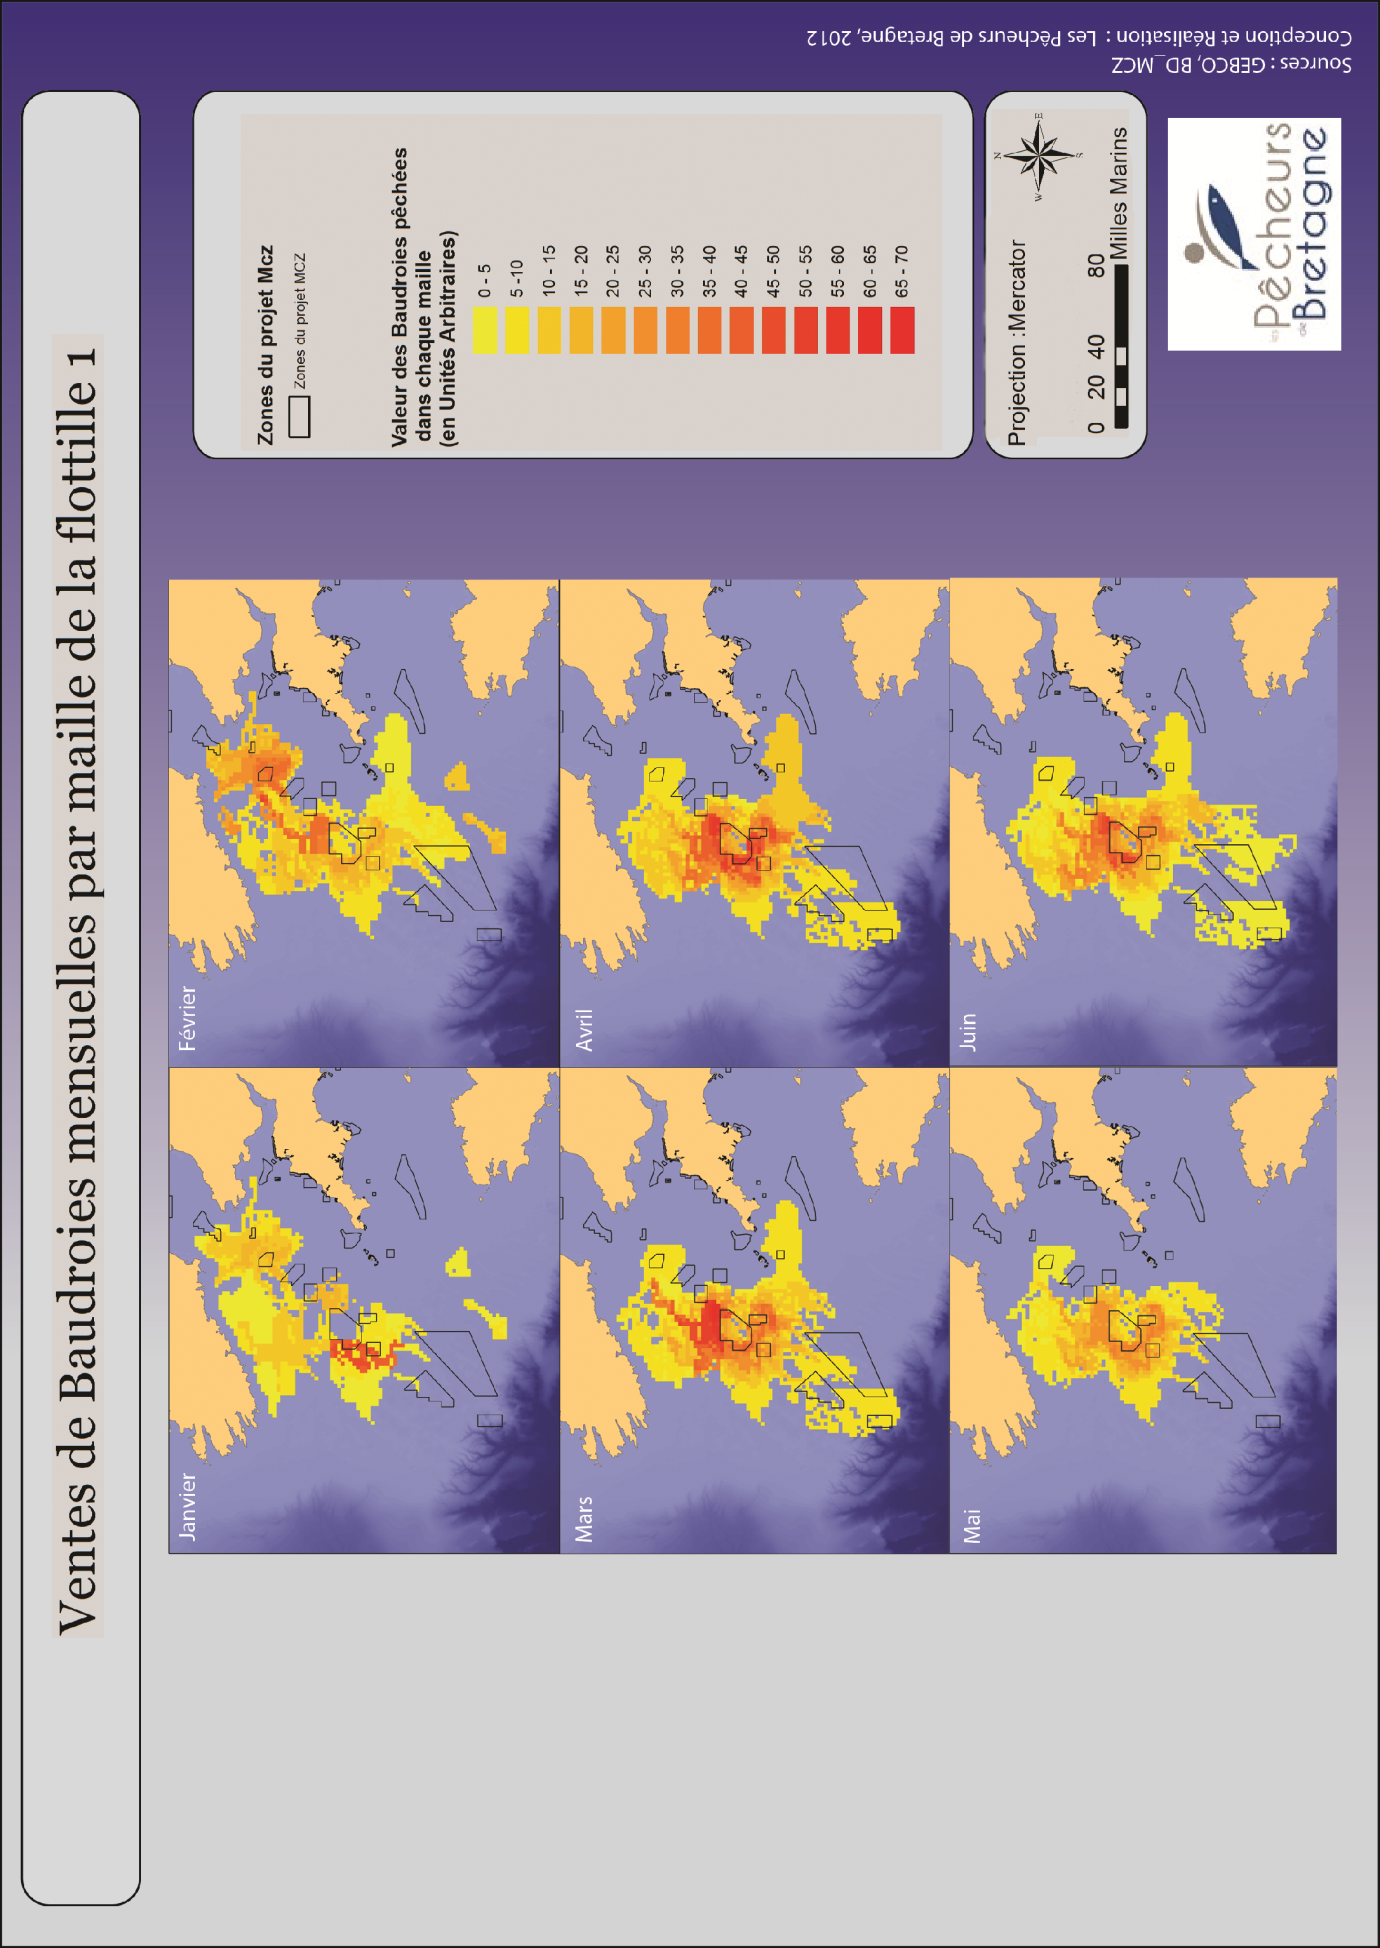 Ventes de Baudroies mensuelles par maille de la flottille 1
Janvier
Février
Mars
Avril
Mai
Juin
Zones du projet Mcz
Zones du projet MCZ
Valeur des Baudroies pêchées
dans chaque maille
(en Unités Arbitraires)
0 - 5
5 -10
10 - 15
15 - 20
20 - 25
25 - 30
30 - 35
35 - 40
40 - 45
45 - 50
50 - 55
55 - 60
60 - 65
65 - 70
Projection :Mercator
N
W
E
S
0 20 40 80
Milles Marins
les
Pêcheurs
de Bretagne
Sources : GEBCO, BD_MCZ
Conception et Réalisation : Les Pêcheurs de Bretagne, 2012